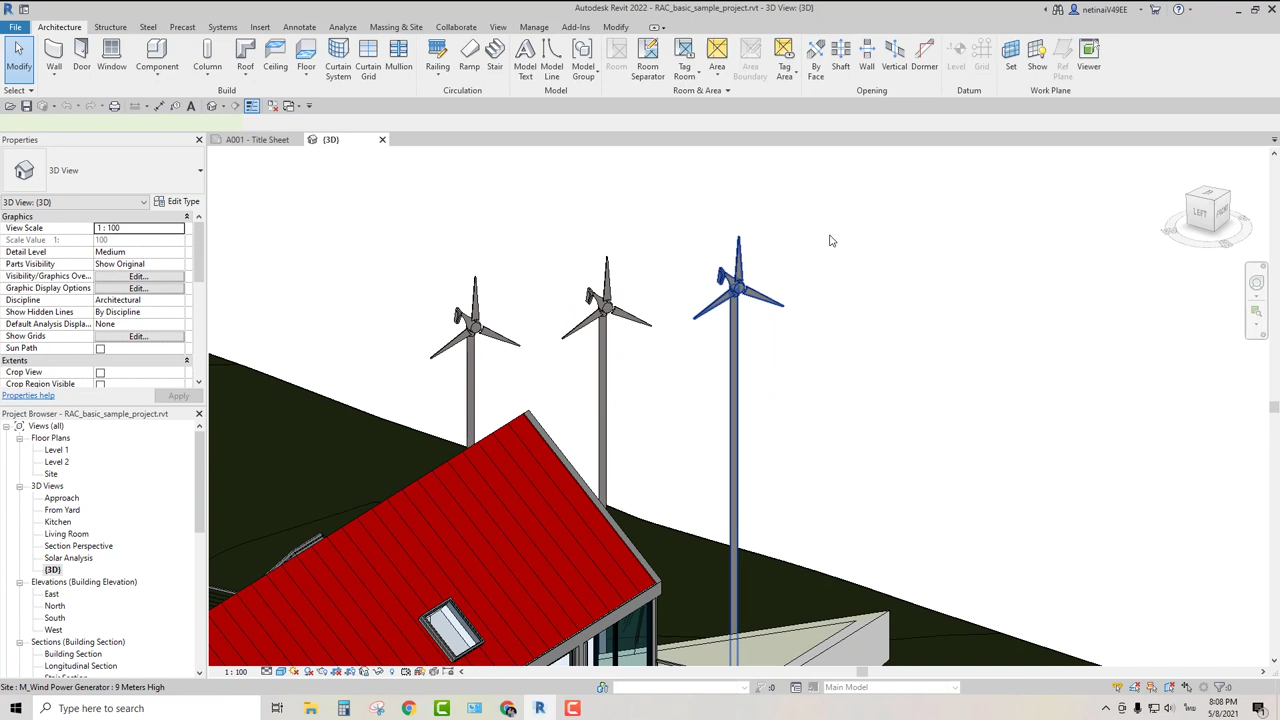 Autodesk Revit 2022 - RAC_basic_sample_project.rvt - 3D View: {3D}
netinaiV49EE
File Architecture Structure Steel Precast Systems Insert Annotate Analyze Massing & Site Collaborate View Manage Add-Ins Modify
Modify Wall Door Window Component Column Roof Ceiling Floor Curtain System Curtain Grid Mullion Railing Ramp Stair Model Text Model Line Model Group Room Room Separator Tag Room Area Area Boundary Tag Area By Face Shaft Wall Vertical Dormer Level Grid Set Show Ref Plane Viewer
Select Build Circulation Model Room & Area Opening Datum Work Plane
Properties
A001 - Title Sheet
{3D}
3D View
3D View: {3D}
Edit Type
Graphics
View Scale 1 : 100
Scale Value 1: 100
Detail Level Medium
Parts Visibility Show Original
Visibility/Graphics Ove... Edit...
Graphic Display Options Edit...
Discipline Architectural
Show Hidden Lines By Discipline
Default Analysis Displa... None
Show Grids Edit...
Sun Path
Extents
Crop View
Crop Region Visible
Properties help
Apply
LEFT
FRONT
Project Browser - RAC_basic_sample_project.rvt
Views (all)
Floor Plans
Level 1
Level 2
Site
3D Views
Approach
From Yard
Kitchen
Living Room
Section Perspective
Solar Analysis
{3D}
Elevations (Building Elevation)
East
North
South
West
Sections (Building Section)
Building Section
Longitudinal Section
1 : 100
Site : M_Wind Power Generator : 9 Meters High
:0
Main Model
:0
Type here to search
8:08 PM
5/8/2021